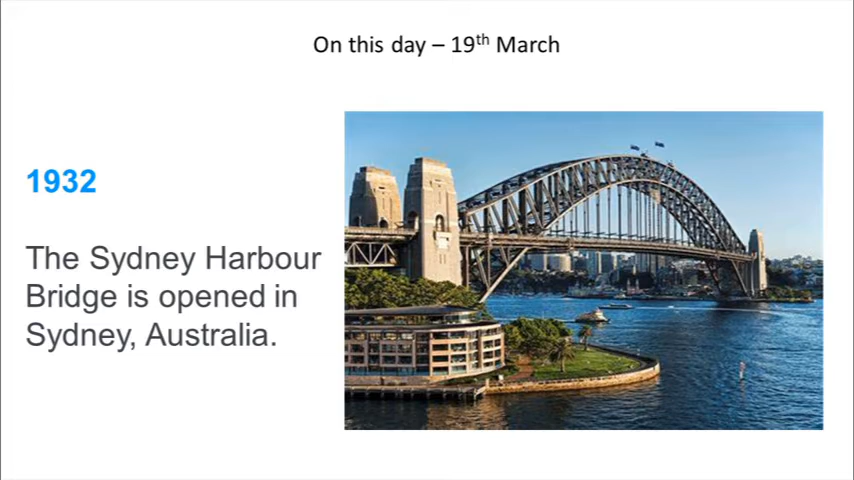 On this day – 19th March
1932
The Sydney Harbour
Bridge is opened in
Sydney, Australia.